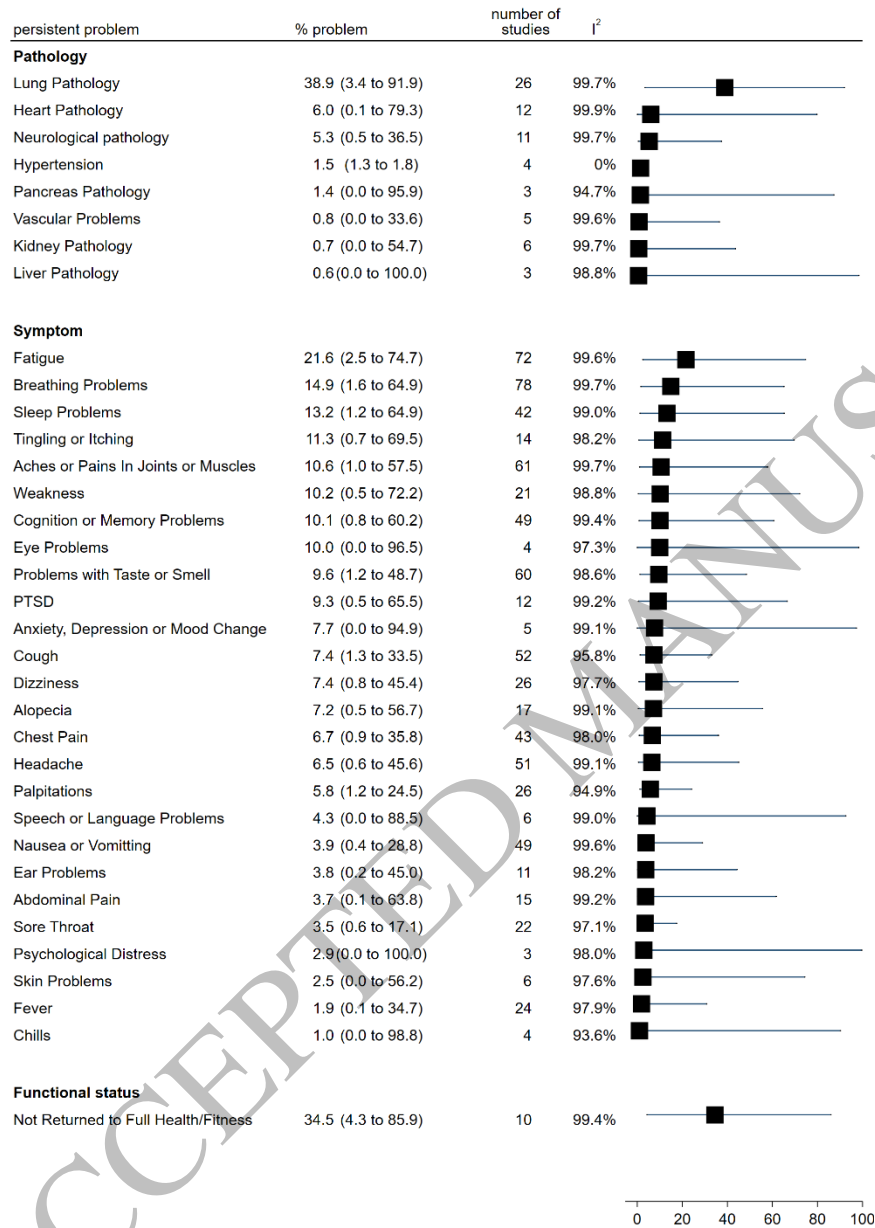 persistent problem % problem number of studies I²
Pathology
Lung Pathology 38.9 (3.4 to 91.9) 26 99.7%
Heart Pathology 6.0 (0.1 to 79.3) 12 99.9%
Neurological pathology 5.3 (0.5 to 36.5) 11 99.7%
Hypertension 1.5 (1.3 to 1.8) 4 0%
Pancreas Pathology 1.4 (0.0 to 95.9) 3 94.7%
Vascular Problems 0.8 (0.0 to 33.6) 5 99.6%
Kidney Pathology 0.7 (0.0 to 54.7) 6 99.7%
Liver Pathology 0.6(0.0 to 100.0) 3 98.8%
Symptom
Fatigue 21.6 (2.5 to 74.7) 72 99.6%
Breathing Problems 14.9 (1.6 to 64.9) 78 99.7%
Sleep Problems 13.2 (1.2 to 64.9) 42 99.0%
Tingling or Itching 11.3 (0.7 to 69.5) 14 98.2%
Aches or Pains In Joints or Muscles 10.6 (1.0 to 57.5) 61 99.7%
Weakness 10.2 (0.5 to 72.2) 21 98.8%
Cognition or Memory Problems 10.1 (0.8 to 60.2) 49 99.4%
Eye Problems 10.0 (0.0 to 96.5) 4 97.3%
Problems with Taste or Smell 9.6 (1.2 to 48.7) 60 98.6%
PTSD 9.3 (0.5 to 65.5) 12 99.2%
Anxiety, Depression or Mood Change 7.7 (0.0 to 94.9) 5 99.1%
Cough 7.4 (1.3 to 33.5) 52 95.8%
Dizziness 7.4 (0.8 to 45.4) 26 97.7%
Alopecia 7.2 (0.5 to 56.7) 17 99.1%
Chest Pain 6.7 (0.9 to 35.8) 43 98.0%
Headache 6.5 (0.6 to 45.6) 51 99.1%
Palpitations 5.8 (1.2 to 24.5) 26 94.9%
Speech or Language Problems 4.3 (0.0 to 88.5) 6 99.0%
Nausea or Vomitting 3.9 (0.4 to 28.8) 49 99.6%
Ear Problems 3.8 (0.2 to 45.0) 11 98.2%
Abdominal Pain 3.7 (0.1 to 63.8) 15 99.2%
Sore Throat 3.5 (0.6 to 17.1) 22 97.1%
Psychological Distress 2.9(0.0 to 100.0) 3 98.0%
Skin Problems 2.5 (0.0 to 56.2) 6 97.6%
Fever 1.9 (0.1 to 34.7) 24 97.9%
Chills 1.0 (0.0 to 98.8) 4 93.6%
Functional status
Not Returned to Full Health/Fitness 34.5 (4.3 to 85.9) 10 99.4%
0 20 40 60 80 100
CCEPTED MANUS